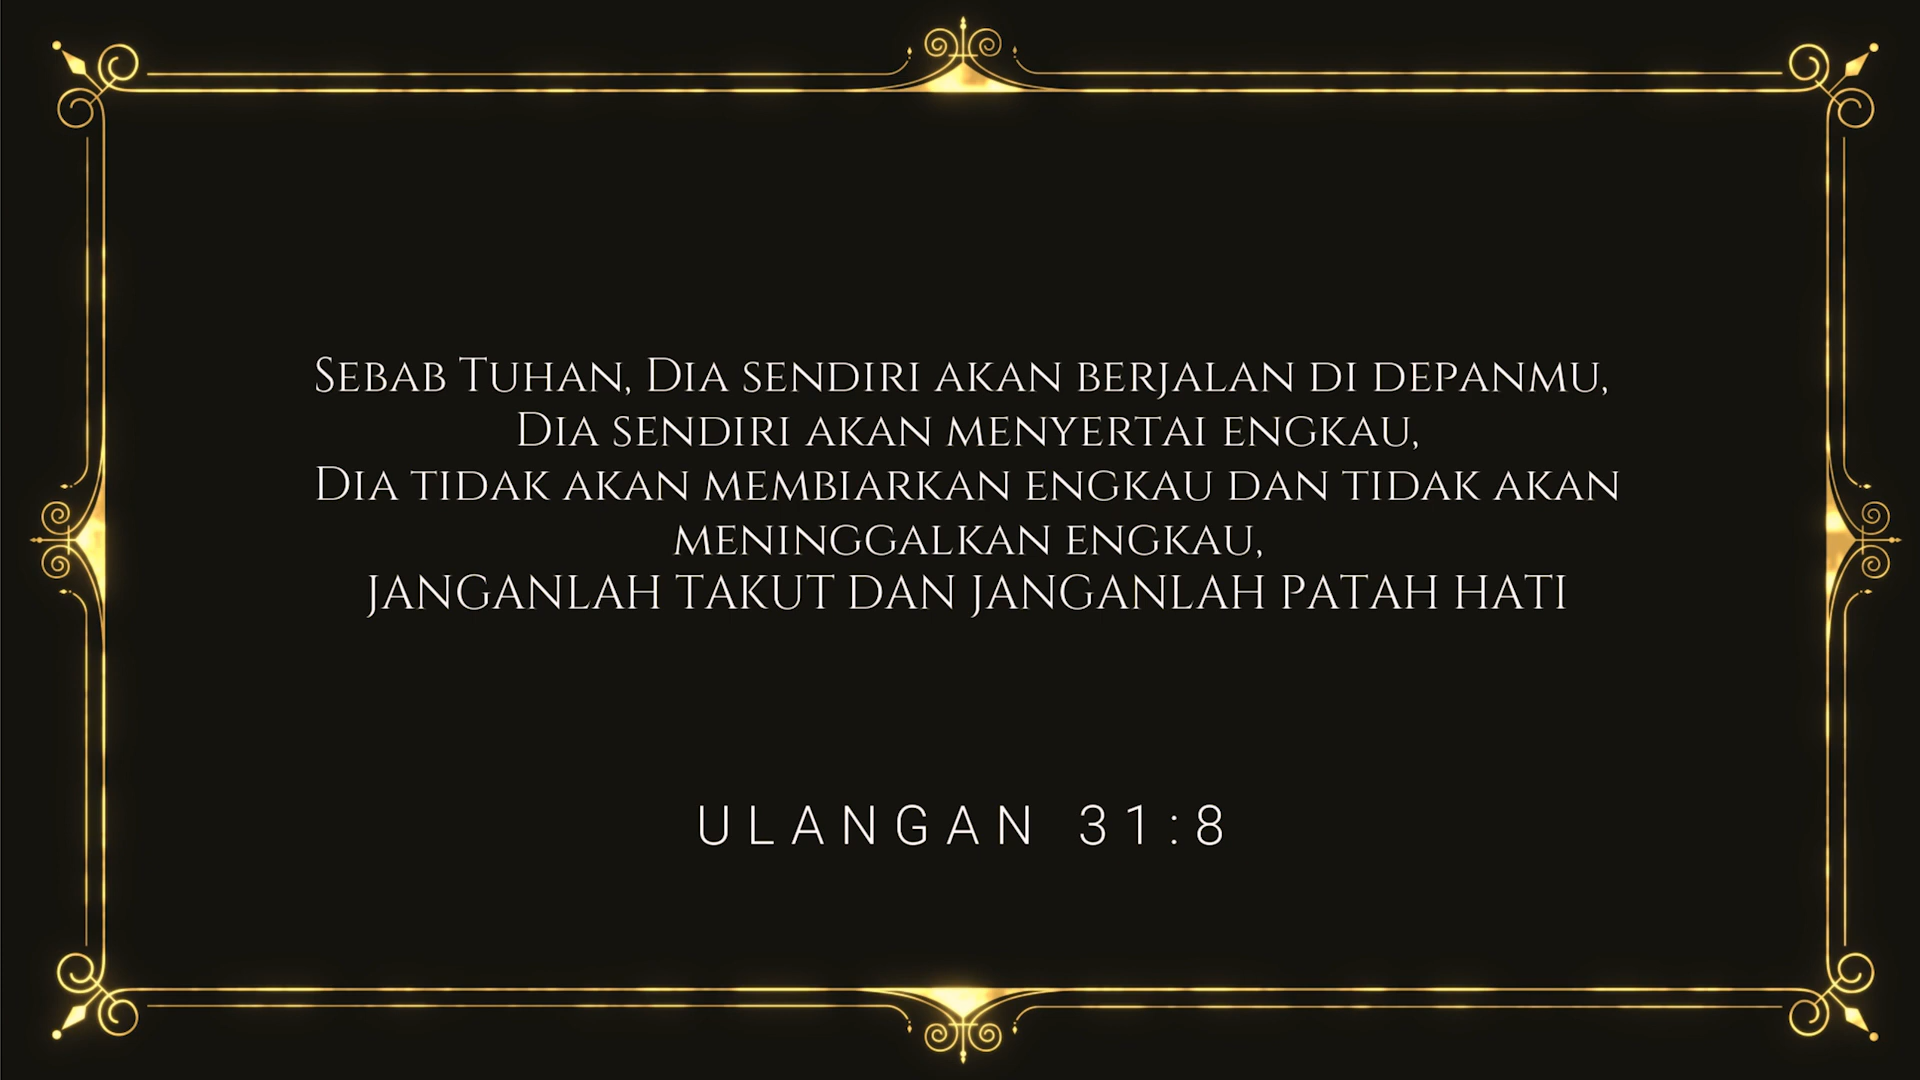 Sebab Tuhan, Dia sendiri akan berjalan di depanmu,
Dia sendiri akan menyertai engkau,
Dia tidak akan membiarkan engkau dan tidak akan
meninggalkan engkau,
JANGANLAH TAKUT DAN JANGANLAH PATAH HATI
ULANGAN 31:8